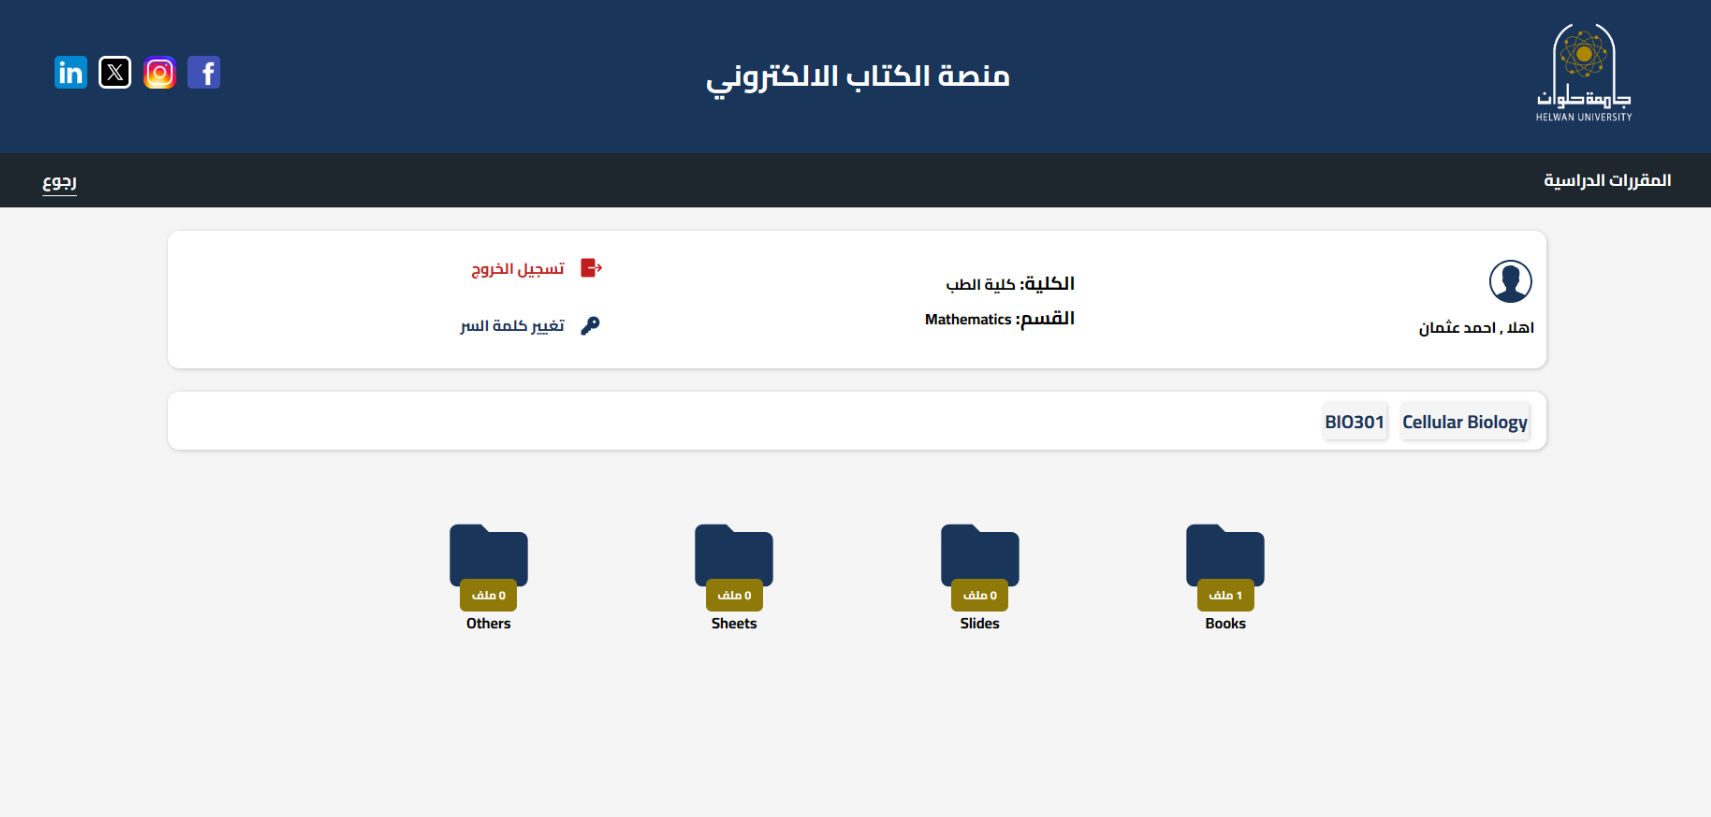 جامعة حلوان
HELWAN UNIVERSITY
منصة الكتاب الالكتروني
in X f
المقررات الدراسية
رجوع
اهلا , احمد عثمان
الكلية: كلية الطب
القسم: Mathematics
تسجيل الخروج
تغيير كلمة السر
Cellular Biology
BIO301
1 ملف
Books
0 ملف
Slides
0 ملف
Sheets
0 ملف
Others